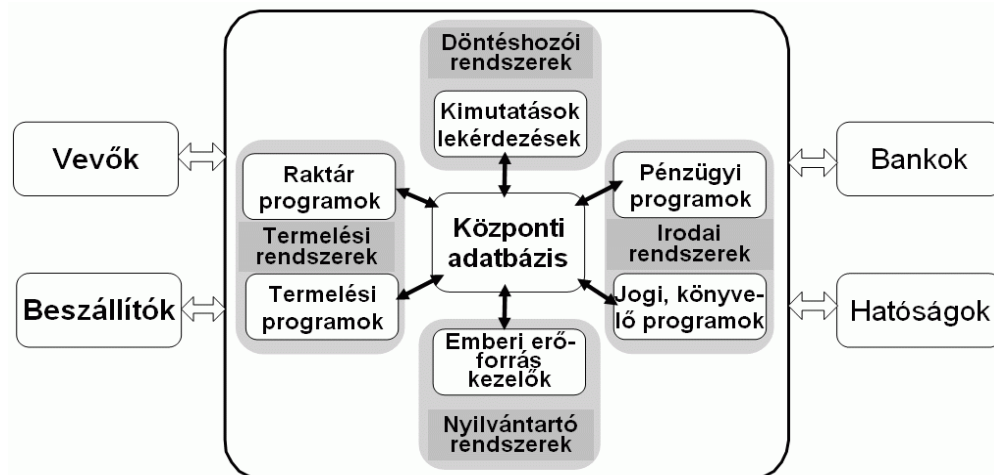 Döntéshozói
rendszerek
Kimutatások
lekérdezések
Vevők
Beszállítók
Raktár
programok
Termelési
rendszerek
Termelési
programok
Központi
adatbázis
Pénzügyi
programok
Irodai
rendszerek
Jogi, könyve-
lő programok
Emberi erő-
forrás
kezelők
Nyilvántartó
rendszerek
Bankok
Hatóságok